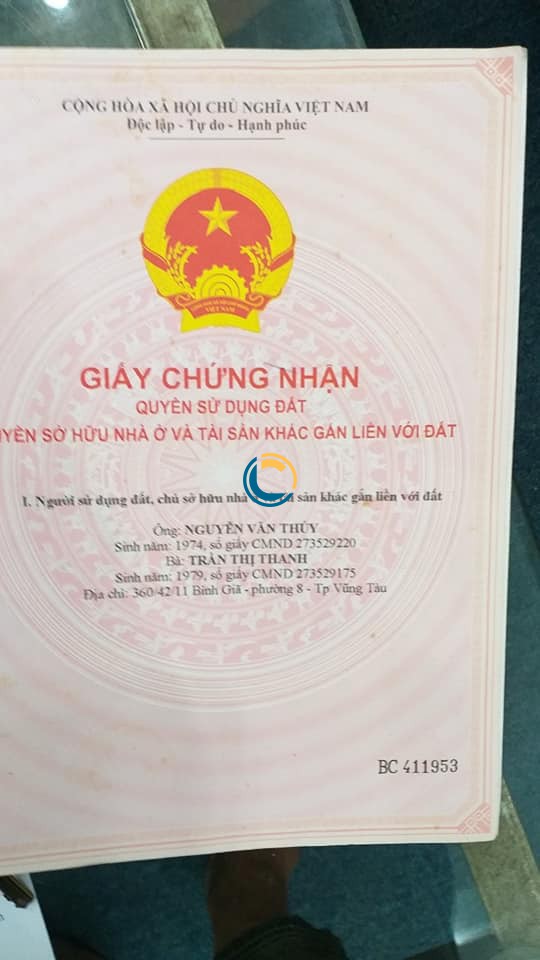 CỘNG HÒA XÃ HỘI CHỦ NGHĨA VIỆT NAM
Độc lập - Tự do - Hạnh phúc
VIỆT NAM
GIẤY CHỨNG NHẬN
QUYỀN SỬ DỤNG ĐẤT
YỀN SỞ HỮU NHÀ Ở VÀ TÀI SẢN KHÁC GẮN LIỀN VỚI ĐẤT
I. Người sử dụng đất, chủ sở hữu nhà sản khác gắn liền với đất
Ông: NGUYỄN VĂN THÚY
Sinh năm: 1974, số giấy CMND 273529220
Bà: TRẦN THỊ THANH
Sinh năm: 1979, số giấy CMND 273529175
Địa chỉ: 360/42/11 Bình Giã - phường 8 - Tp Vũng Tàu
BC 411953